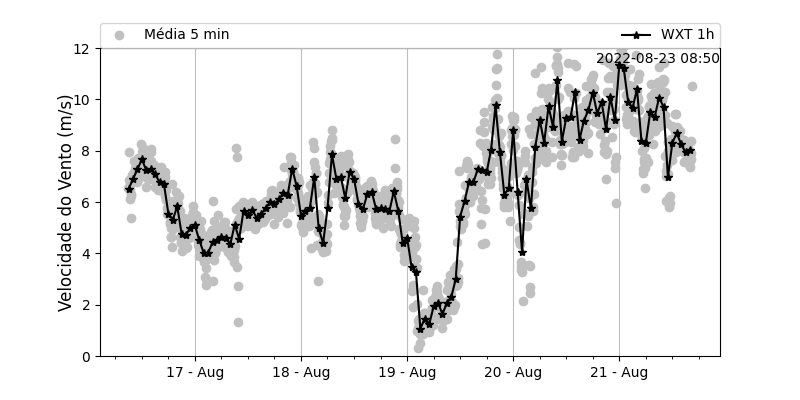 Média 5 min
WXT 1h
2022-08-23 08:50
Velocidade do Vento (m/s)
12
10
8
6
4
2
0
17 - Aug
18 - Aug
19 - Aug
20 - Aug
21 - Aug